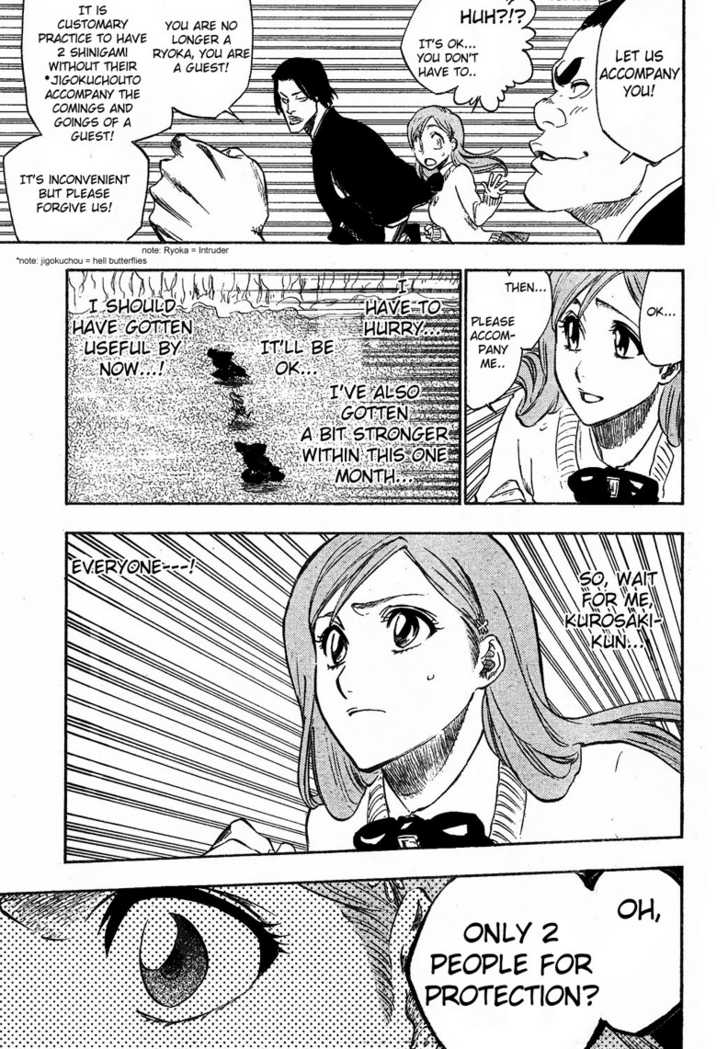 LET US
ACCOMPANY
YOU!
HUH?!?
IT'S OK...
YOU DON'T
HAVE TO..
YOU ARE NO
LONGER A
RYOKA, YOU ARE
A GUEST!
IT IS
CUSTOMARY
PRACTICE TO HAVE
2 SHINIGAMI
WITHOUT THEIR
*JIGOKUCHOUTO
ACCOMPANY THE
COMINGS AND
GOINGS OF A
GUEST!
IT'S INCONVENIENT
BUT PLEASE
FORGIVE US!
note: Ryoka = Intruder
*note: jigokuchou = hell butterflies
OK...
THEN...
PLEASE
ACCOM-
PANY
ME..
I
HAVE TO
HURRY...
IT'LL BE
OK...
I'VE ALSO
GOTTEN
A BIT STRONGER
WITHIN THIS ONE
MONTH...
I SHOULD
HAVE GOTTEN
USEFUL BY
NOW...!
SO, WAIT
FOR ME,
KUROSAKI-
KUN...
EVERYONE---!
OH,
ONLY 2
PEOPLE FOR
PROTECTION?